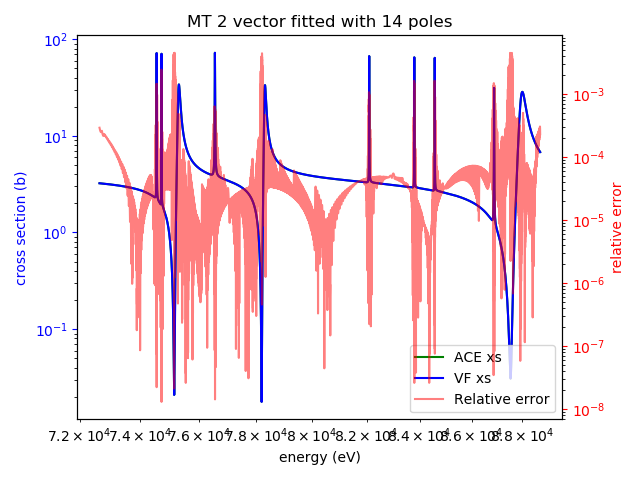 MT 2 vector fitted with 14 poles
10²
10¹
10⁰
10⁻¹
cross section (b)
10⁻³
10⁻⁴
10⁻⁵
10⁻⁶
10⁻⁷
10⁻⁸
relative error
ACE xs
VF xs
Relative error
7.2 × 10⁴ 7.4 × 10⁴ 7.6 × 10⁴ 7.8 × 10⁴ 8 × 10⁴ 8.2 × 10⁴ 8.4 × 10⁴ 8.6 × 10⁴ 8.8 × 10⁴
energy (eV)